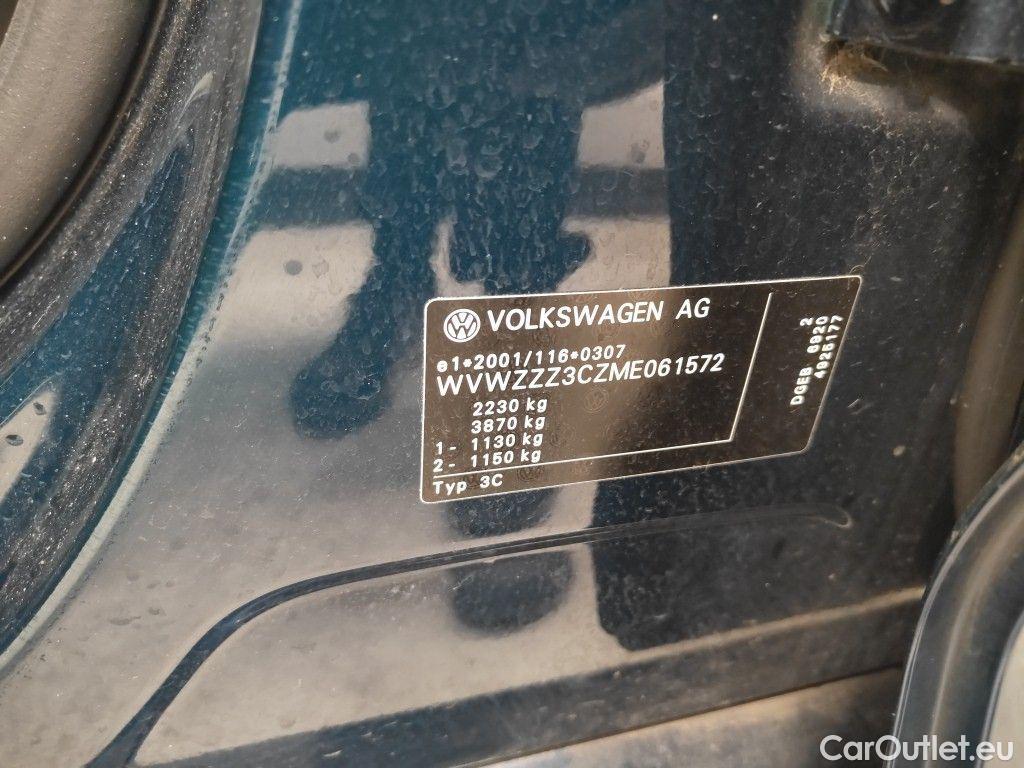 VOLKSWAGEN AG
e1*2001/116*0307
WVWZZZ3CZME061572
2230 kg
3870 kg
1- 1130 kg
2- 1150 kg
Typ 3C
2
DGEB 6920
4926177
CarOutlet.eu